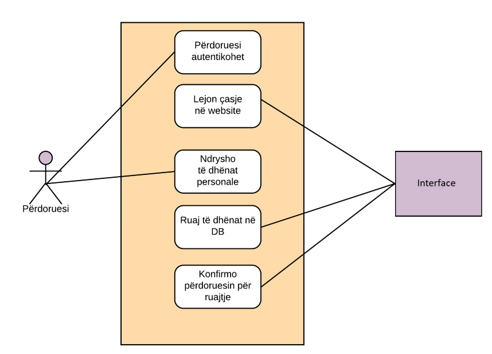 Përdoruesi
autentikohet
Lejon çasje
në website
Ndrysho
të dhënat
personale
Përdoruesi
Interface
Ruaj të dhënat në
DB
Konfirmo
përdoruesin për
ruajtje